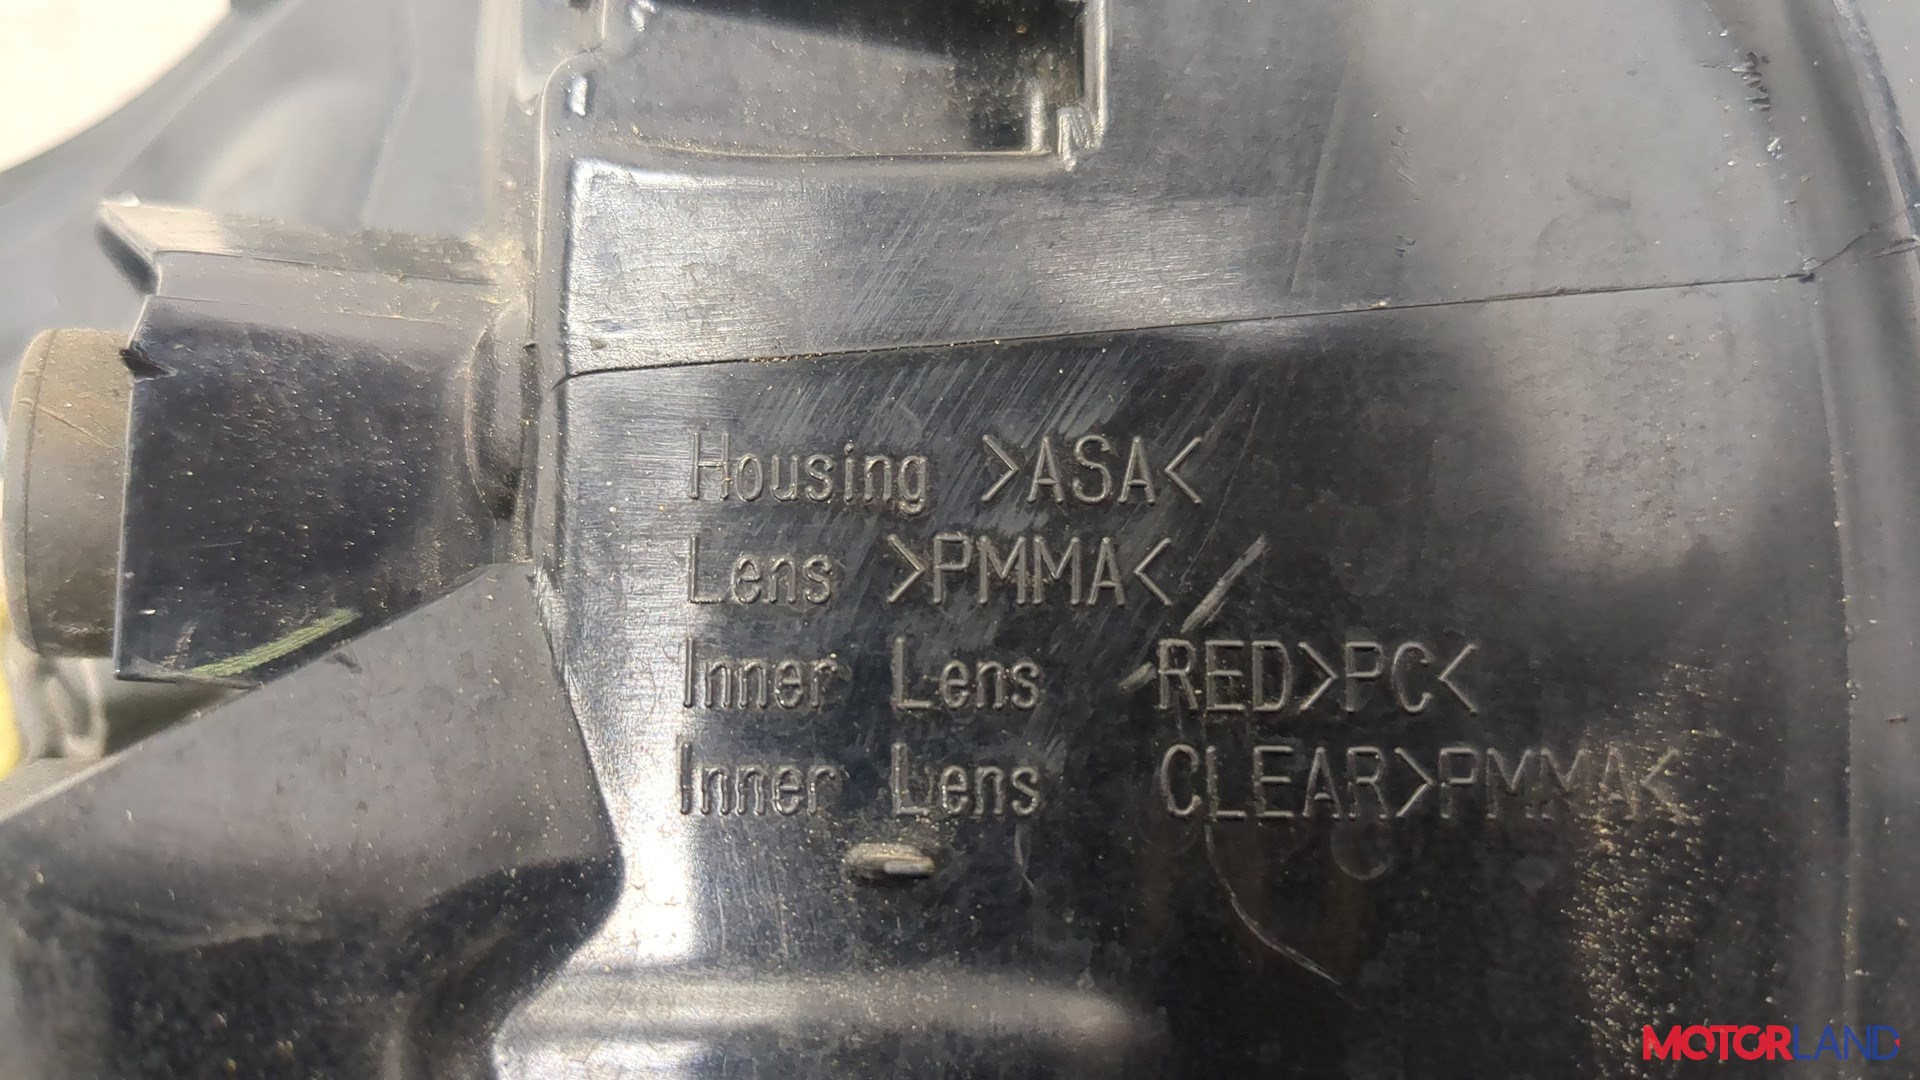 Housing >ASA<
Lens >PMMA<
Inner Lens RED>PC<
Inner Lens CLEAR>PMMA<
MOTORLAND